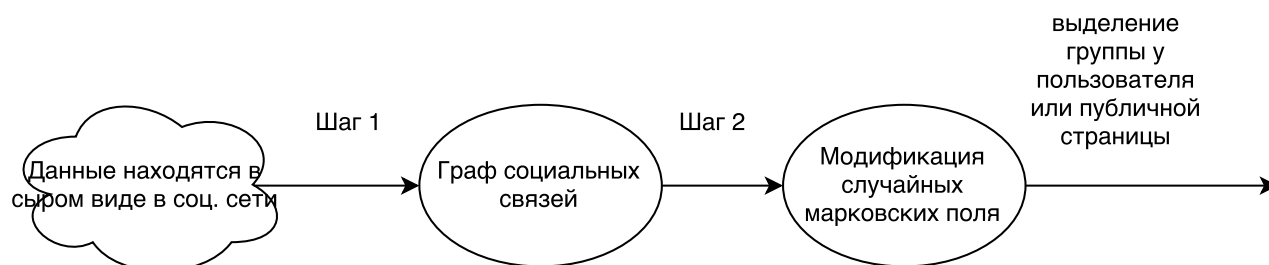 Данные находятся в
сыром виде в соц. сети
Шаг 1
Граф социальных
связей
Шаг 2
Модификация
случайных
марковских поля
выделение
группы у
пользователя
или публичной
страницы